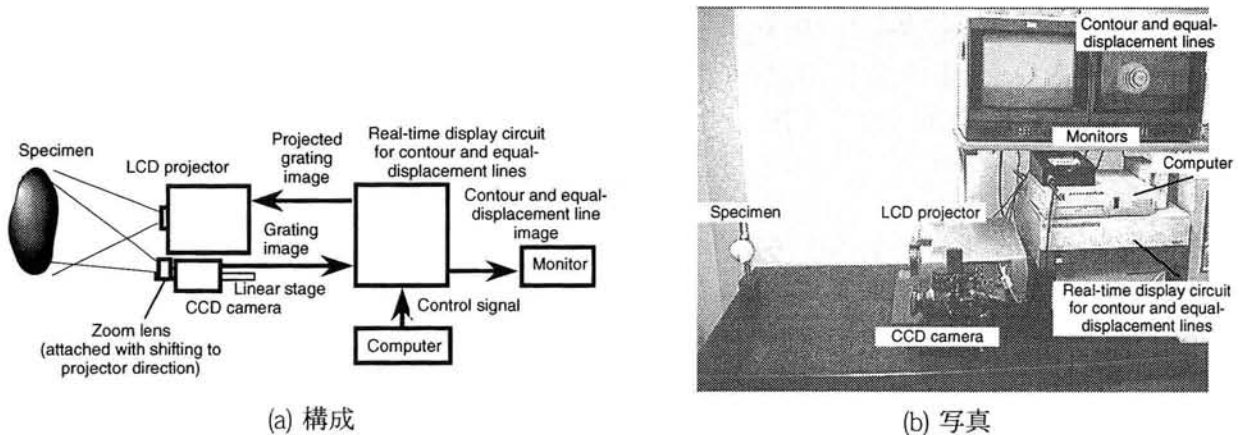 Specimen
LCD projector
Projected
grating
image
Real-time display circuit
for contour and equal-
displacement lines
Contour and equal-
displacement line
image
Grating
image
Monitor
Linear stage
CCD camera
Control signal
Zoom lens
(attached with shifting to
projector direction)
Computer
(a) 構成
Contour and equal-
displacement lines
Monitors
Computer
Specimen
LCD projector
Real-time display circuit
for contour and equal-
displacement lines
CCD camera
(b) 写真